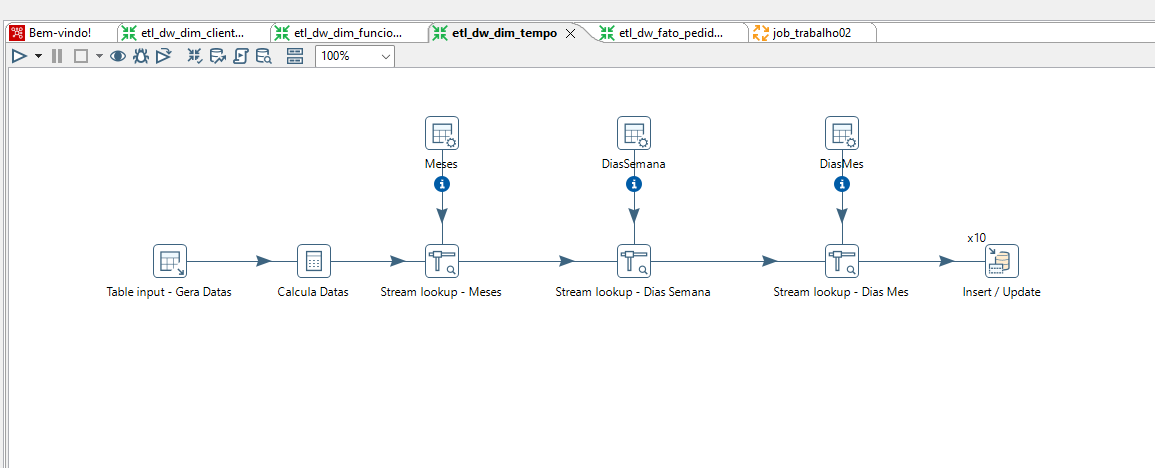 Bem-vindo!
etl_dw_dim_client...
etl_dw_dim_funcio...
etl_dw_dim_tempo
etl_dw_fato_pedid...
job_trabalho02
100%
Meses
DiasSemana
DiasMes
x10
Table input - Gera Datas
Calcula Datas
Stream lookup - Meses
Stream lookup - Dias Semana
Stream lookup - Dias Mes
Insert / Update